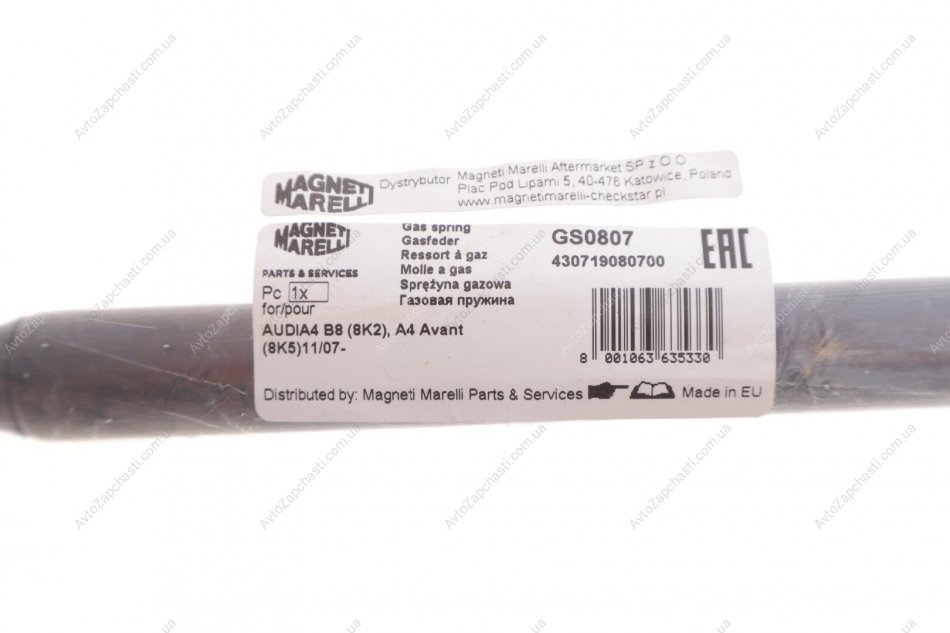 MAGNETI
MARELLI
Dystrybutor Magneti Marelli Aftermarket SP z O.O.
Plac Pod Lipami 5, 40-476 Katowice, Poland
www.magnetimarelli-checkstar.pl
MAGNETI
MARELLI
PARTS & SERVICES
Pc 1x
for/pour
Gas spring
Gasfeder
Ressort à gaz
Molle a gas
Sprężyna gazowa
Газовая пружина
GS0807
430719080700
EAC
AUDIA4 B8 (8K2), A4 Avant
(8K5)11/07-
8 001063 635330
Distributed by: Magneti Marelli Parts & Services
Made in EU
AvtoZapchasti.com.ua